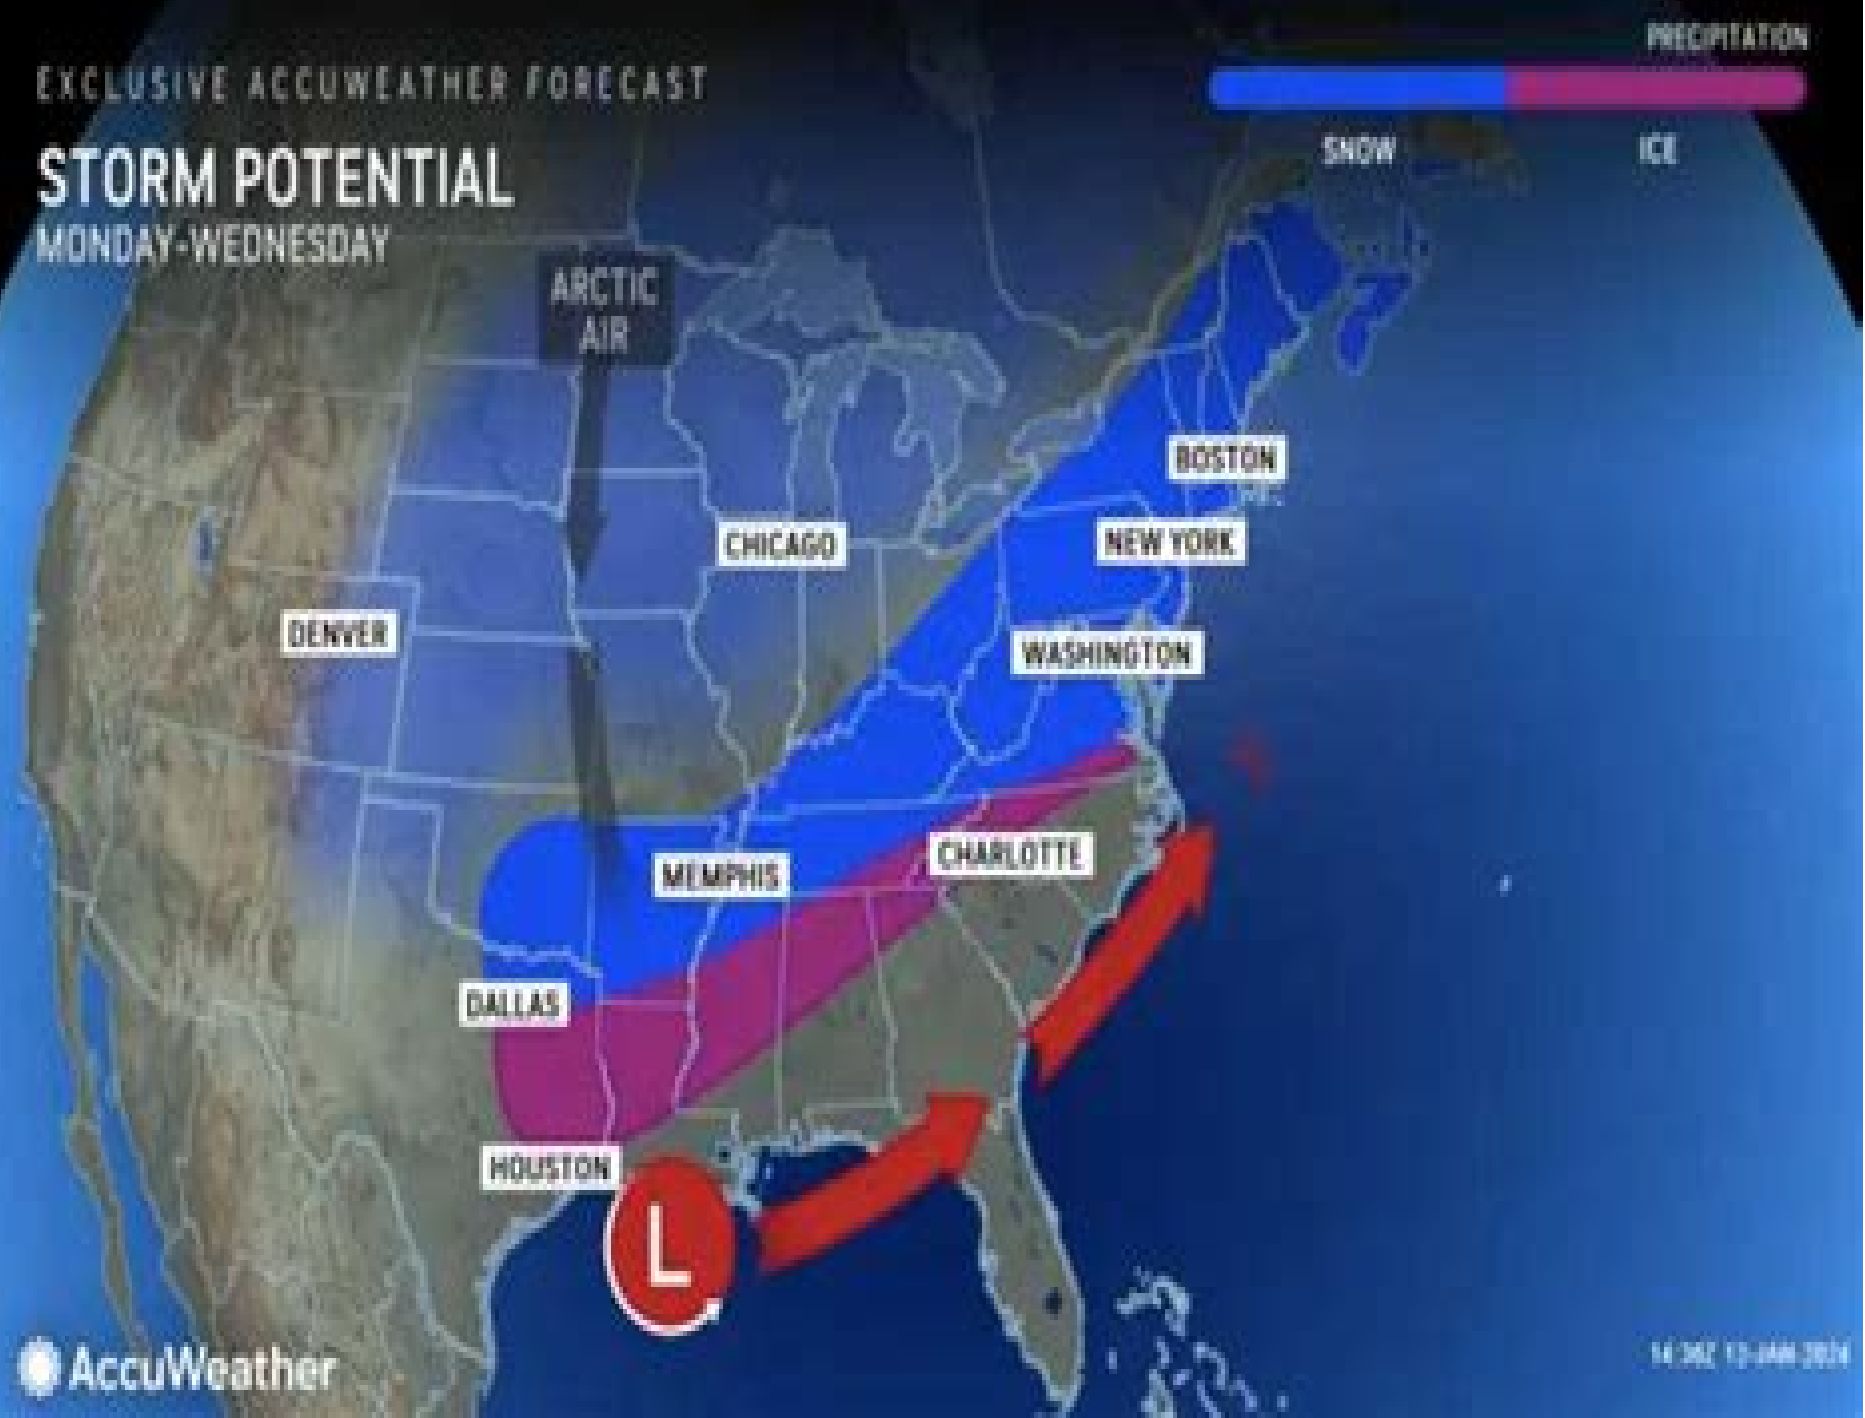 PRECIPITATION
EXCLUSIVE ACCUWEATHER FORECAST
SNOW
ICE
STORM POTENTIAL
MONDAY-WEDNESDAY
ARCTIC
AIR
BOSTON
CHICAGO
NEW YORK
DENVER
WASHINGTON
MEMPHIS
CHARLOTTE
DALLAS
HOUSTON
L
AccuWeather